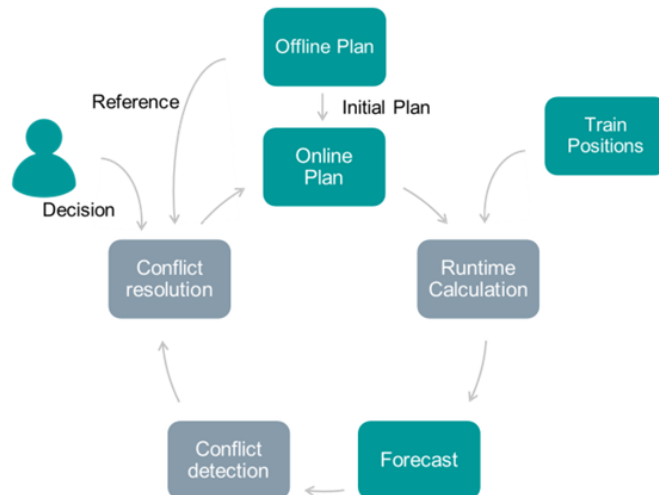 Offline Plan
Reference
Initial Plan
Train
Positions
Online
Plan
Decision
Conflict
resolution
Runtime
Calculation
Conflict
detection
Forecast